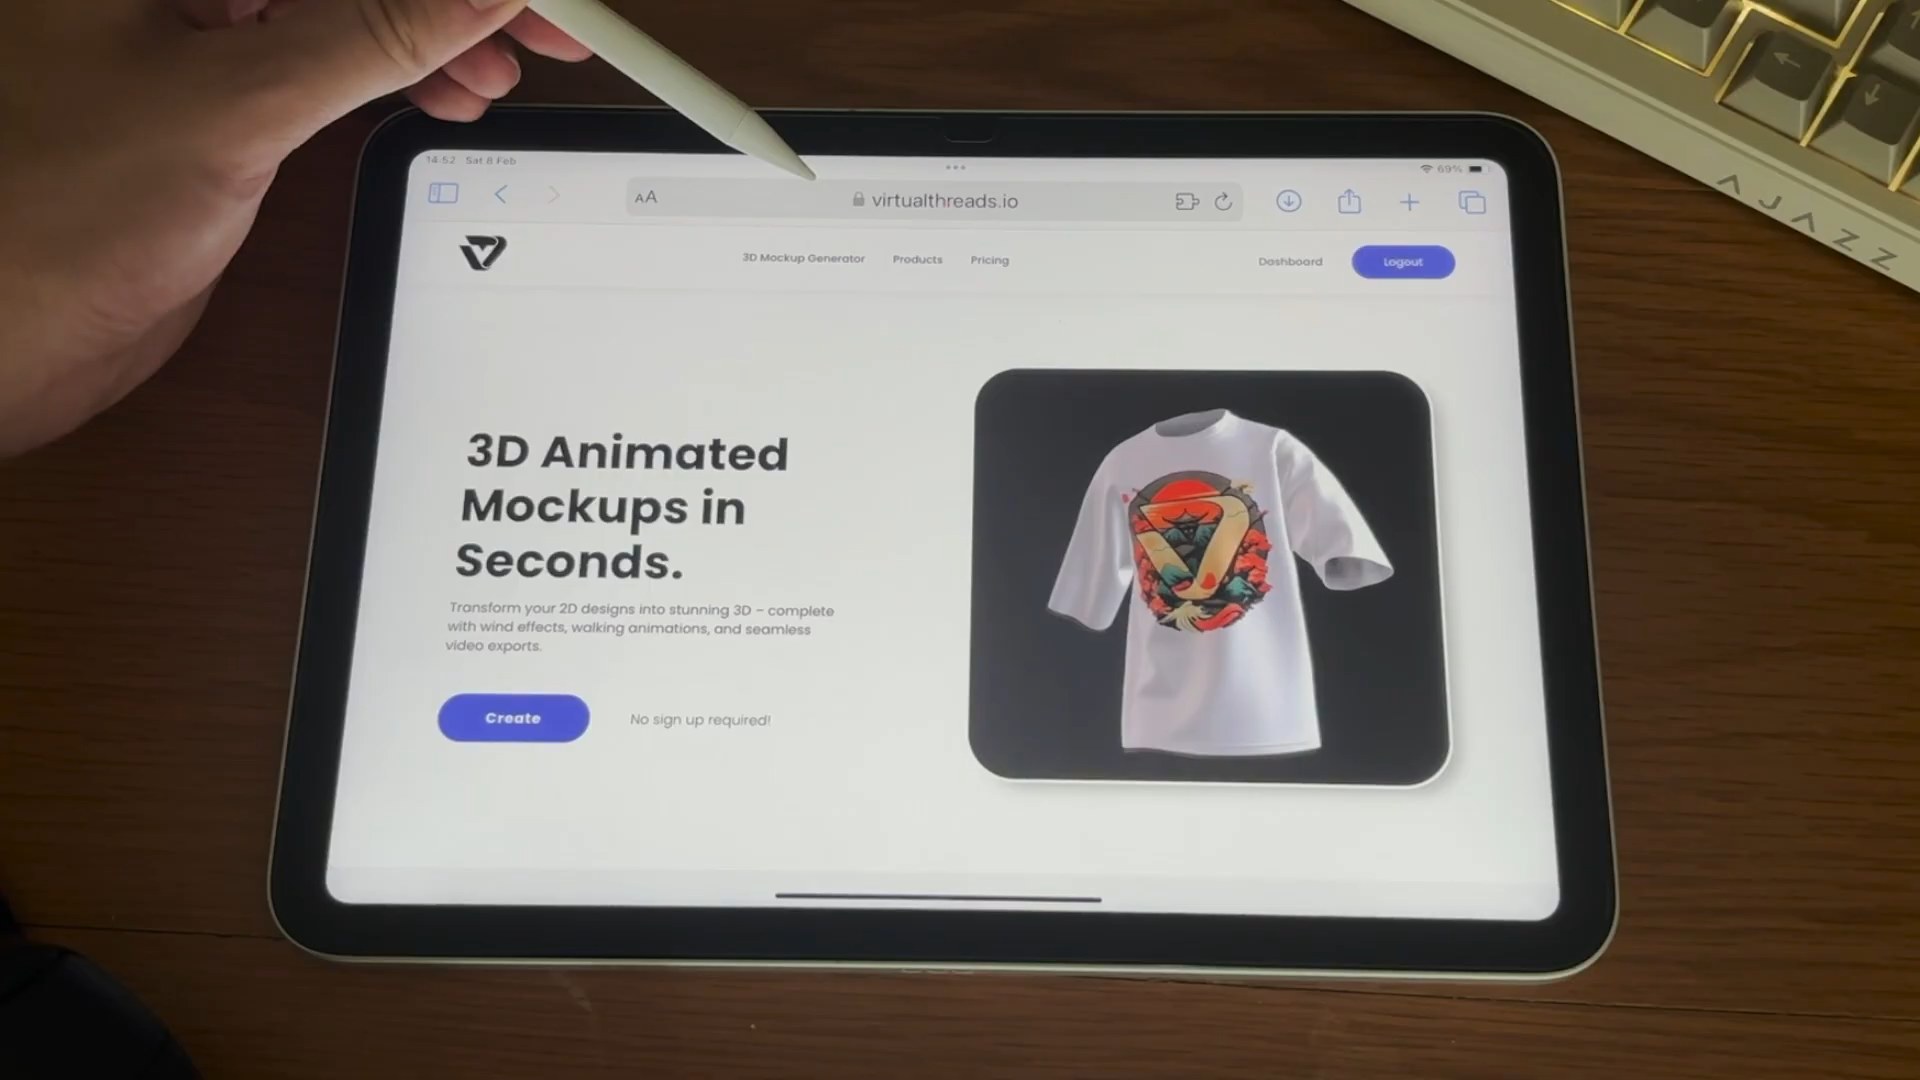 14:52 Sat 8 Feb
69%
AA
virtualthreads.io
3D Mockup Generator
Products
Pricing
Dashboard
Logout
3D Animated
Mockups in
Seconds.
Transform your 2D designs into stunning 3D – complete
with wind effects, walking animations, and seamless
video exports.
Create
No sign up required!
AJAZZ